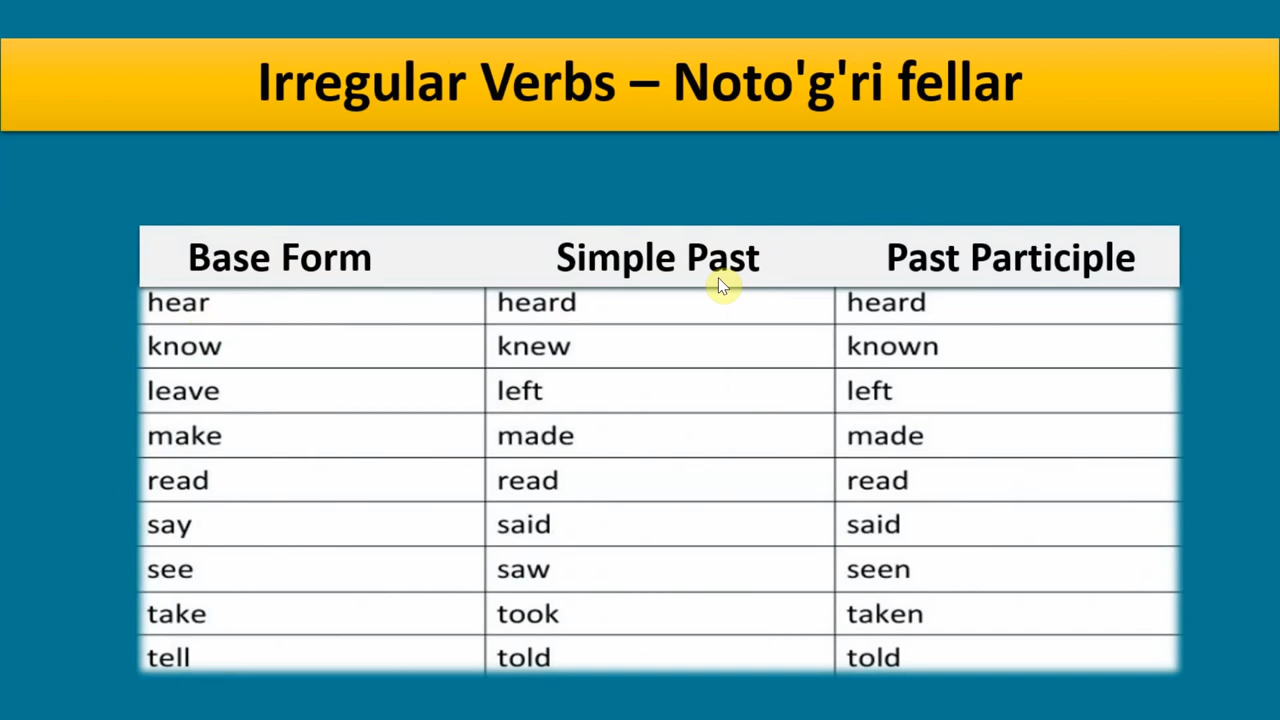 Irregular Verbs – Noto'g'ri fellar
Base Form Simple Past Past Participle
hear heard heard
know knew known
leave left left
make made made
read read read
say said said
see saw seen
take took taken
tell told told